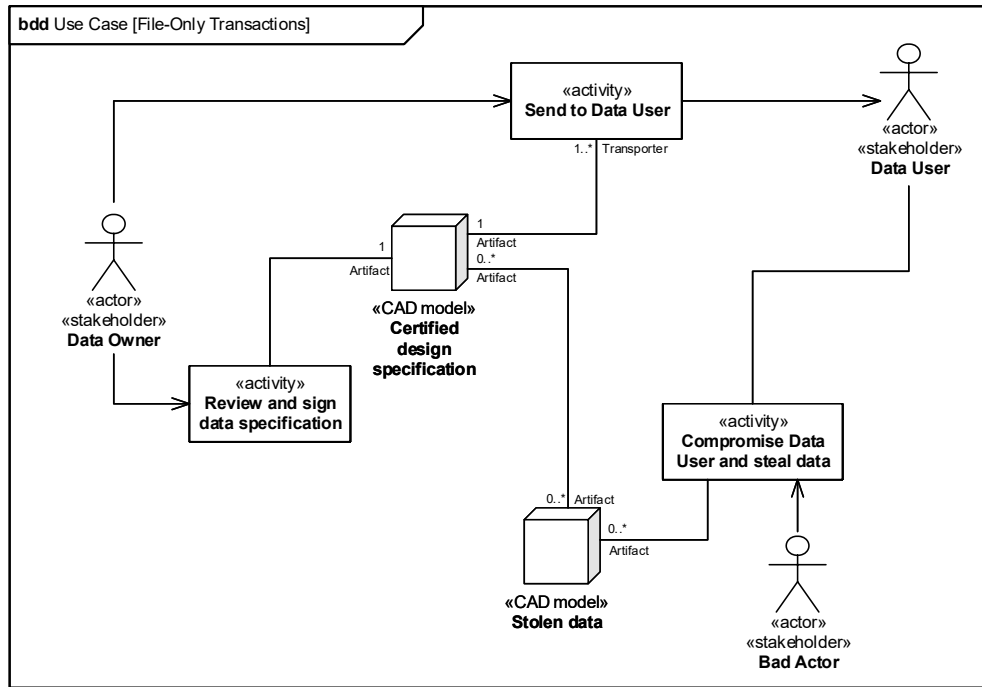 bdd Use Case [File-Only Transactions]
«activity»
Send to Data User
1..* Transporter
«actor»
«stakeholder»
Data User
1
Artifact
0..*
Artifact
1
Artifact
«CAD model»
Certified
design
specification
«actor»
«stakeholder»
Data Owner
«activity»
Review and sign
data specification
«activity»
Compromise Data
User and steal data
0..* Artifact
0..*
Artifact
«CAD model»
Stolen data
«actor»
«stakeholder»
Bad Actor